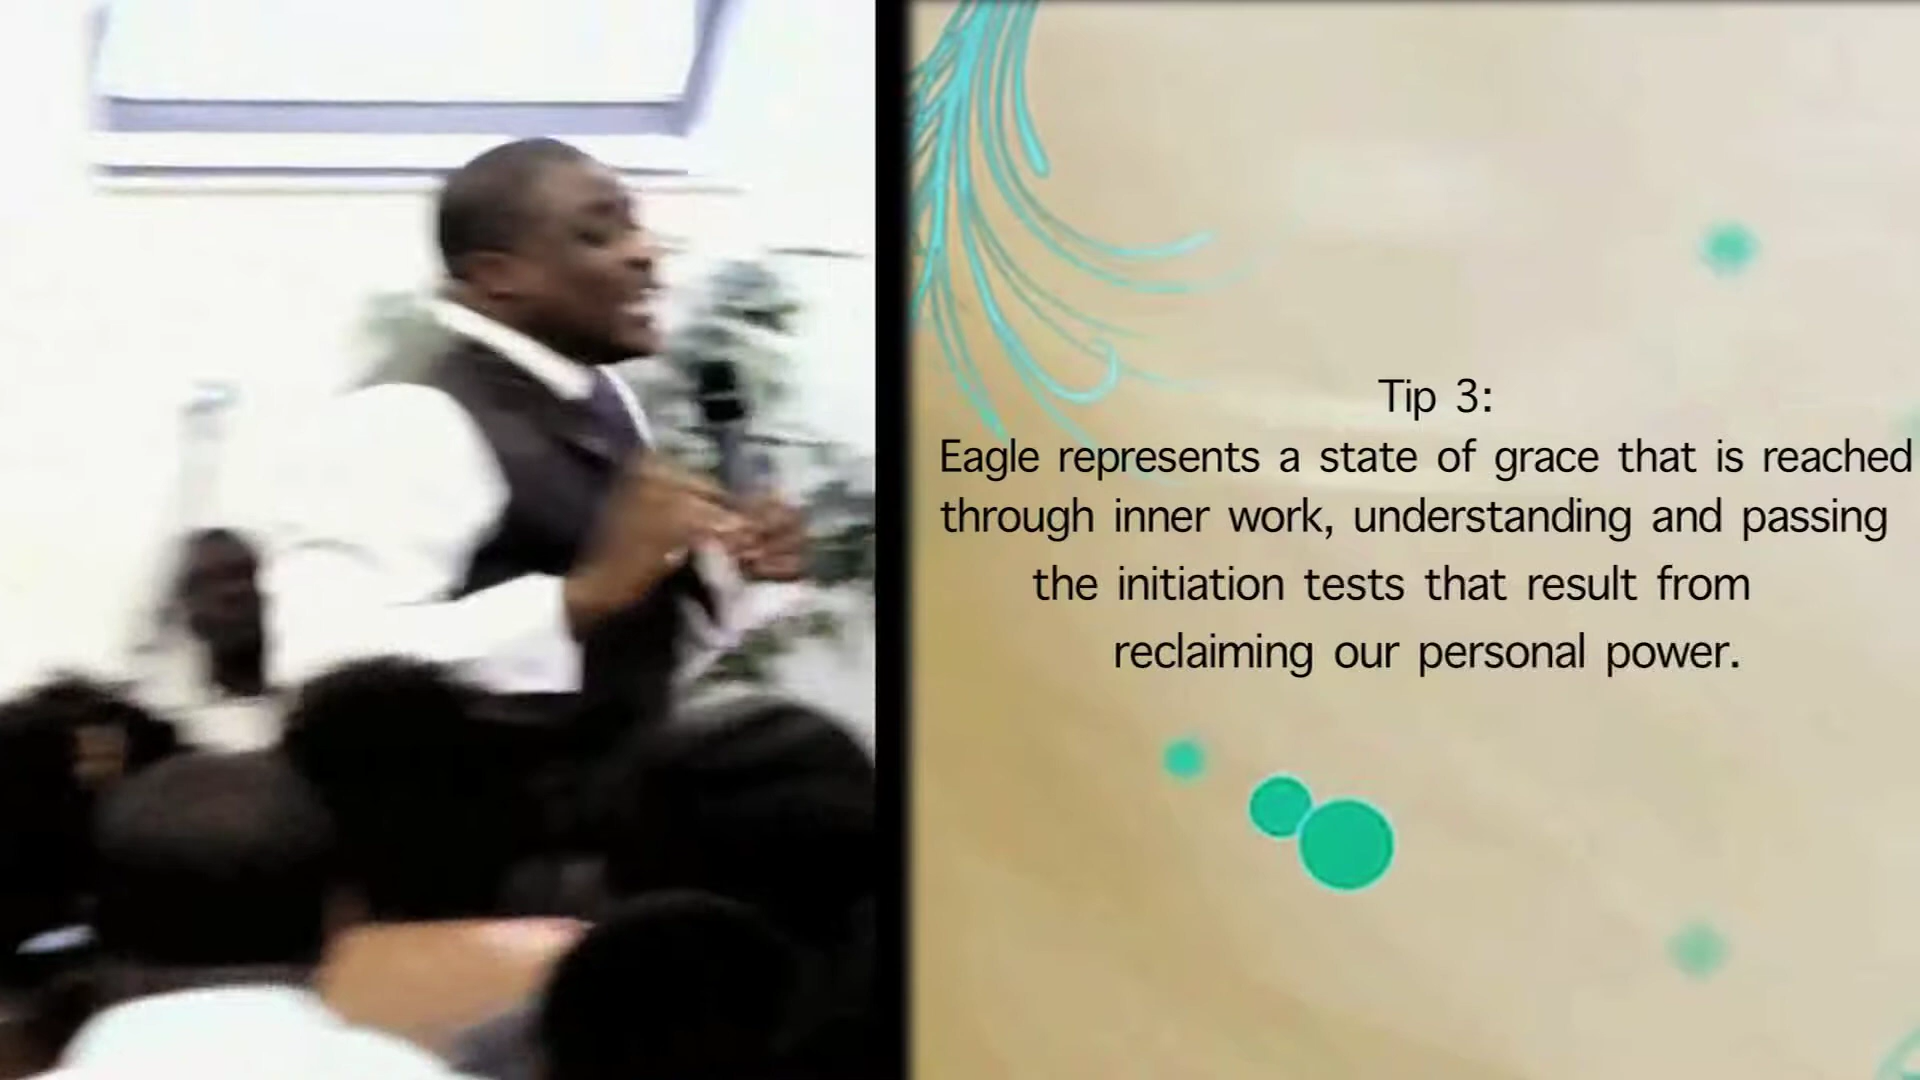 Tip 3:
Eagle represents a state of grace that is reached
through inner work, understanding and passing
the initiation tests that result from
reclaiming our personal power.